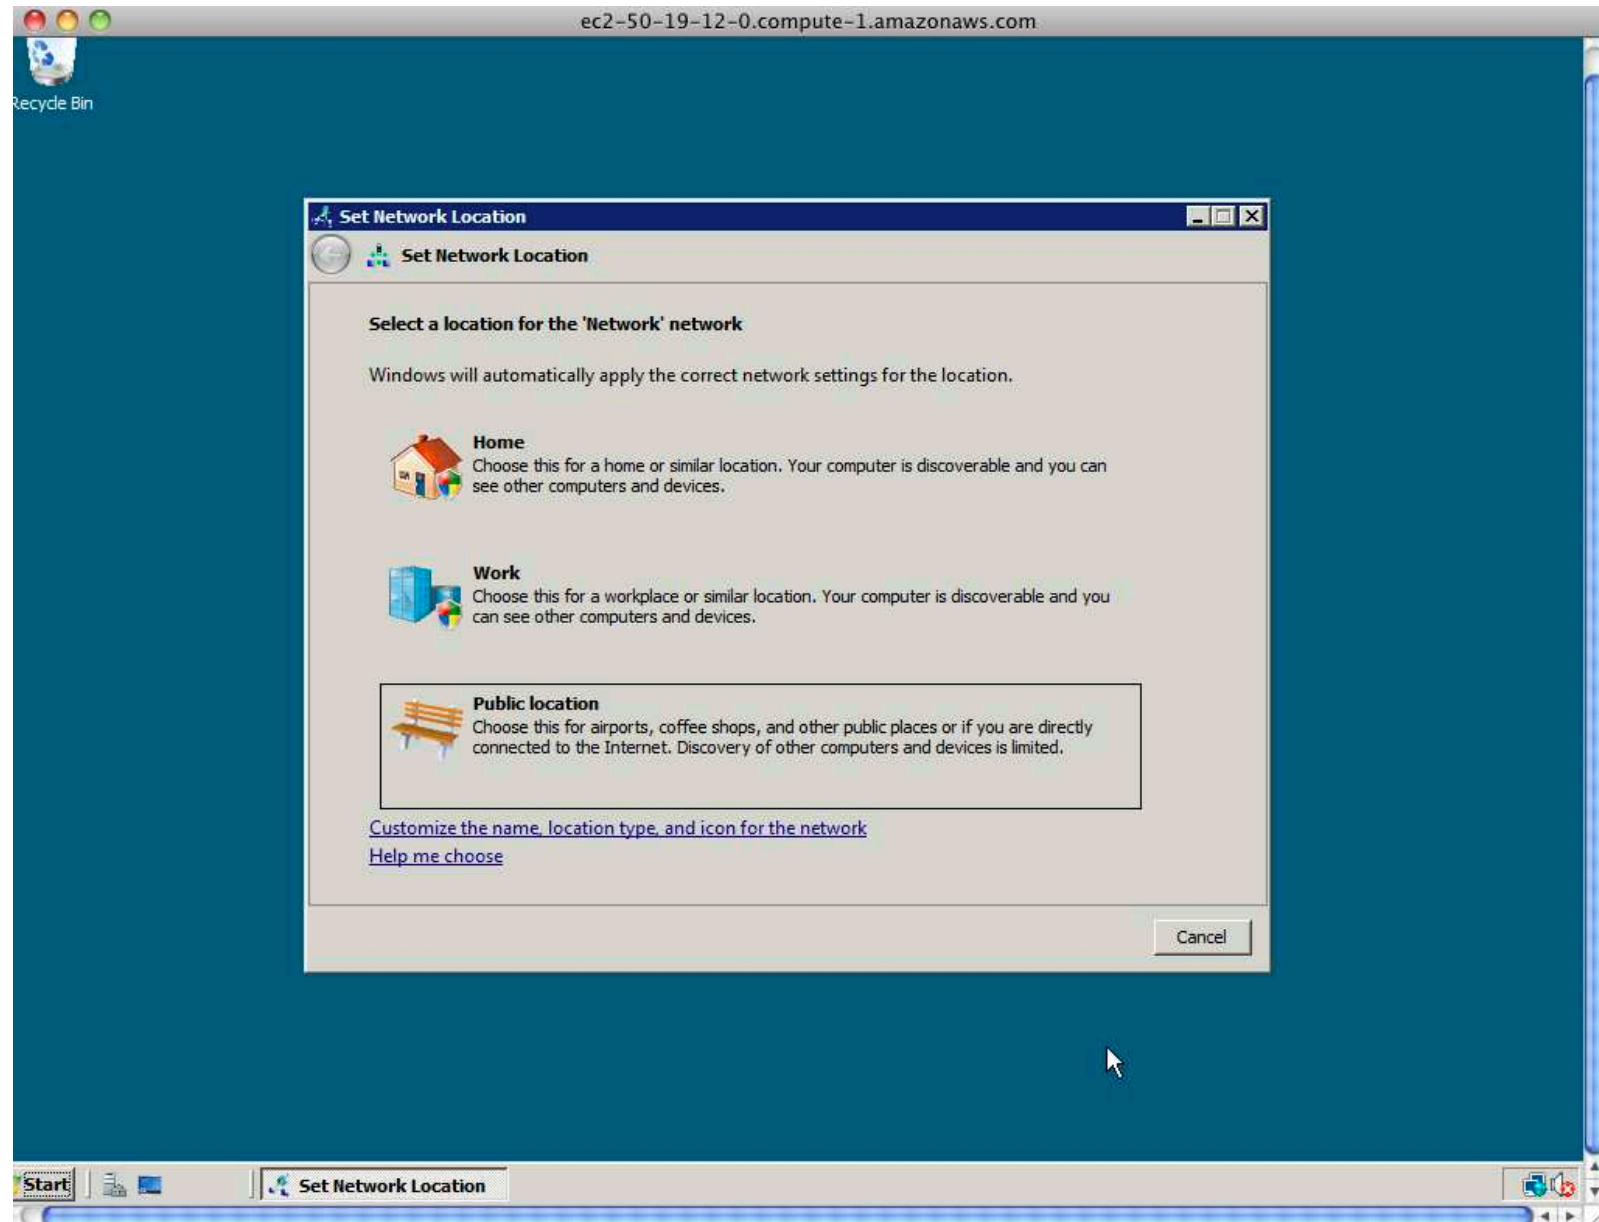 ec2-50-19-12-0.compute-1.amazonaws.com
Recycle Bin
Set Network Location
Set Network Location
Select a location for the 'Network' network
Windows will automatically apply the correct network settings for the location.
Home
Choose this for a home or similar location. Your computer is discoverable and you can
see other computers and devices.
Work
Choose this for a workplace or similar location. Your computer is discoverable and you
can see other computers and devices.
Public location
Choose this for airports, coffee shops, and other public places or if you are directly
connected to the Internet. Discovery of other computers and devices is limited.
Customize the name, location type, and icon for the network
Help me choose
Cancel
Start
Set Network Location